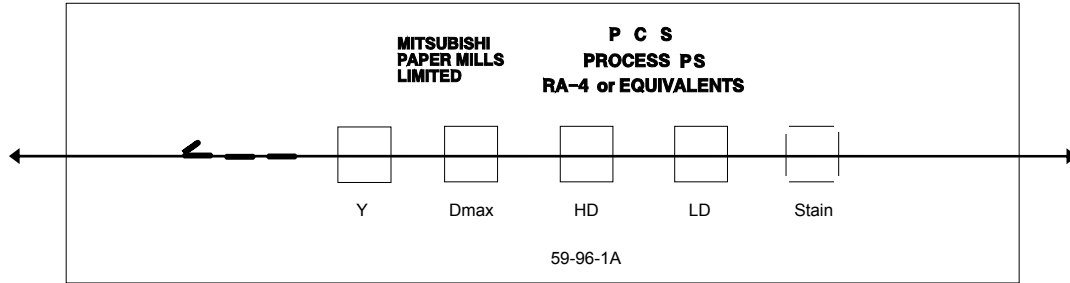 MITSUBISHI
PAPER MILLS
LIMITED
P C S
PROCESS PS
RA-4 or EQUIVALENTS
Y Dmax HD LD Stain
59-96-1A